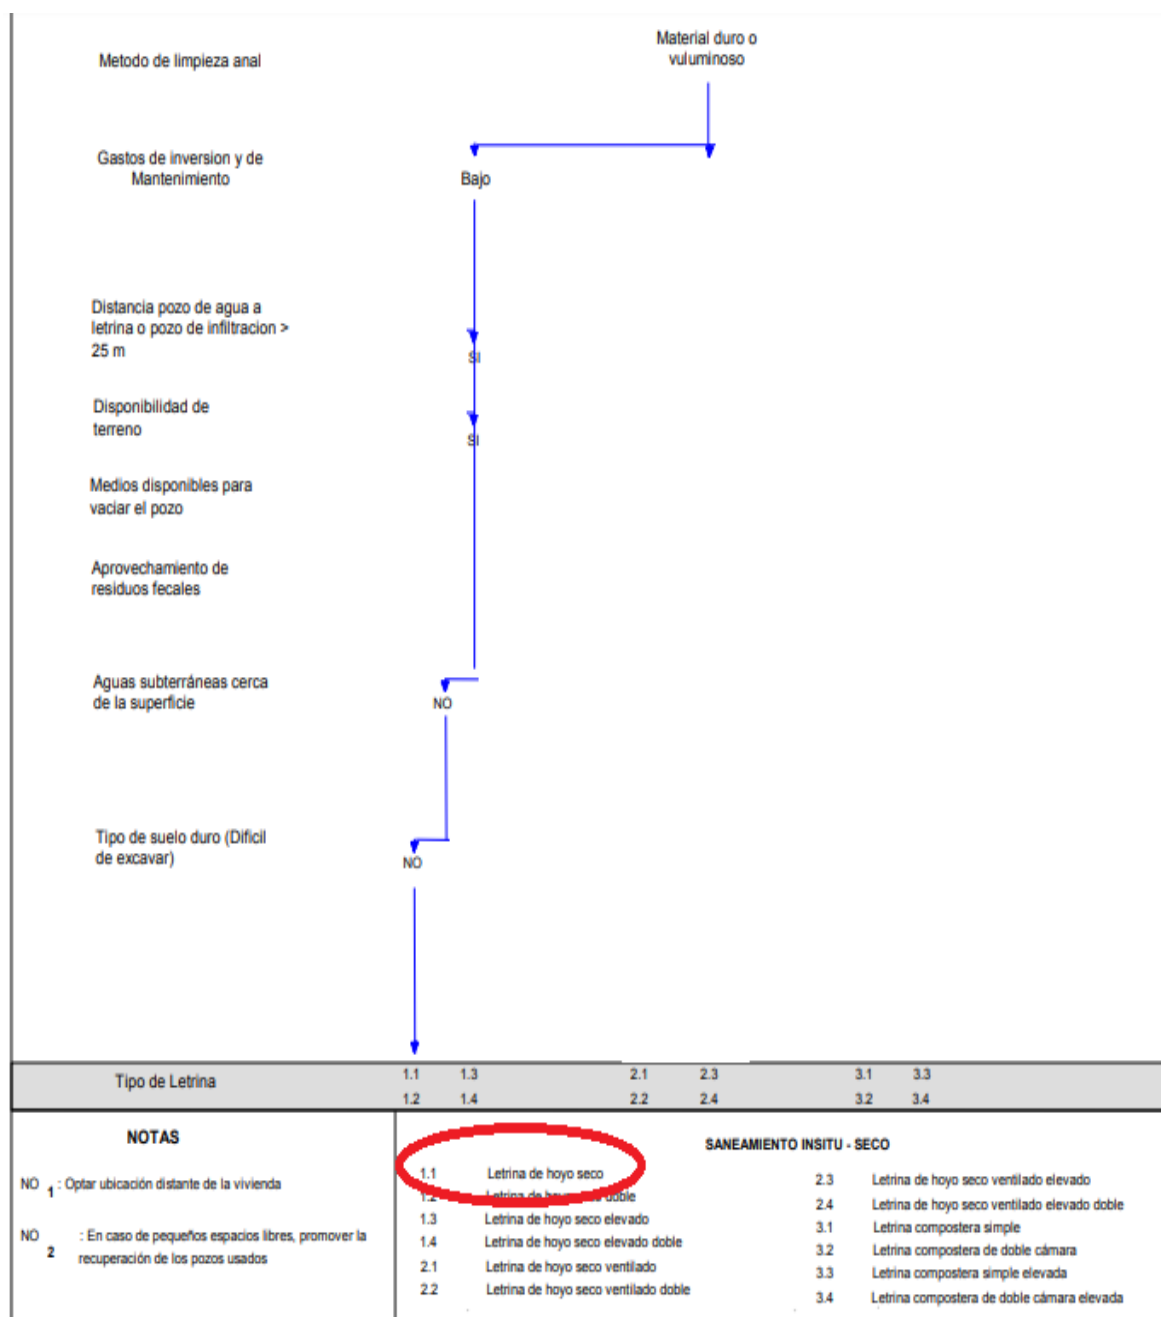 Metodo de limpieza anal
Material duro o
vuluminoso
Gastos de inversion y de
Mantenimiento
Bajo
Distancia pozo de agua a
letrina o pozo de infiltracion >
25 m
SI
Disponibilidad de
terreno
SI
Medios disponibles para
vaciar el pozo
Aprovechamiento de
residuos fecales
Aguas subterráneas cerca
de la superficie
NO
Tipo de suelo duro (Dificil
de excavar)
NO
Tipo de Letrina
1.1 1.3 2.1 2.3 3.1 3.3
1.2 1.4 2.2 2.4 3.2 3.4
NOTAS
NO 1 : Optar ubicación distante de la vivienda
NO 2 : En caso de pequeños espacios libres, promover la
recuperación de los pozos usados
SANEAMIENTO INSITU - SECO
1.1 Letrina de hoyo seco
1.2 Letrina de hoyo seco doble
1.3 Letrina de hoyo seco elevado
1.4 Letrina de hoyo seco elevado doble
2.1 Letrina de hoyo seco ventilado
2.2 Letrina de hoyo seco ventilado doble
2.3 Letrina de hoyo seco ventilado elevado
2.4 Letrina de hoyo seco ventilado elevado doble
3.1 Letrina compostera simple
3.2 Letrina compostera de doble cámara
3.3 Letrina compostera simple elevada
3.4 Letrina compostera de doble cámara elevada